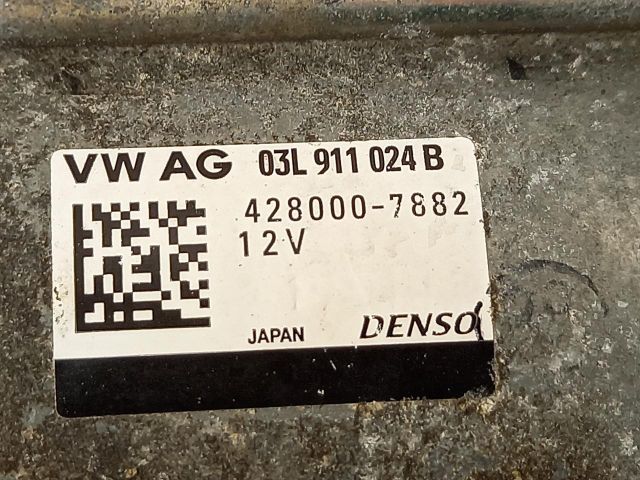 VW AG 03L 911 024 B
428000-7882
12V
JAPAN DENSO